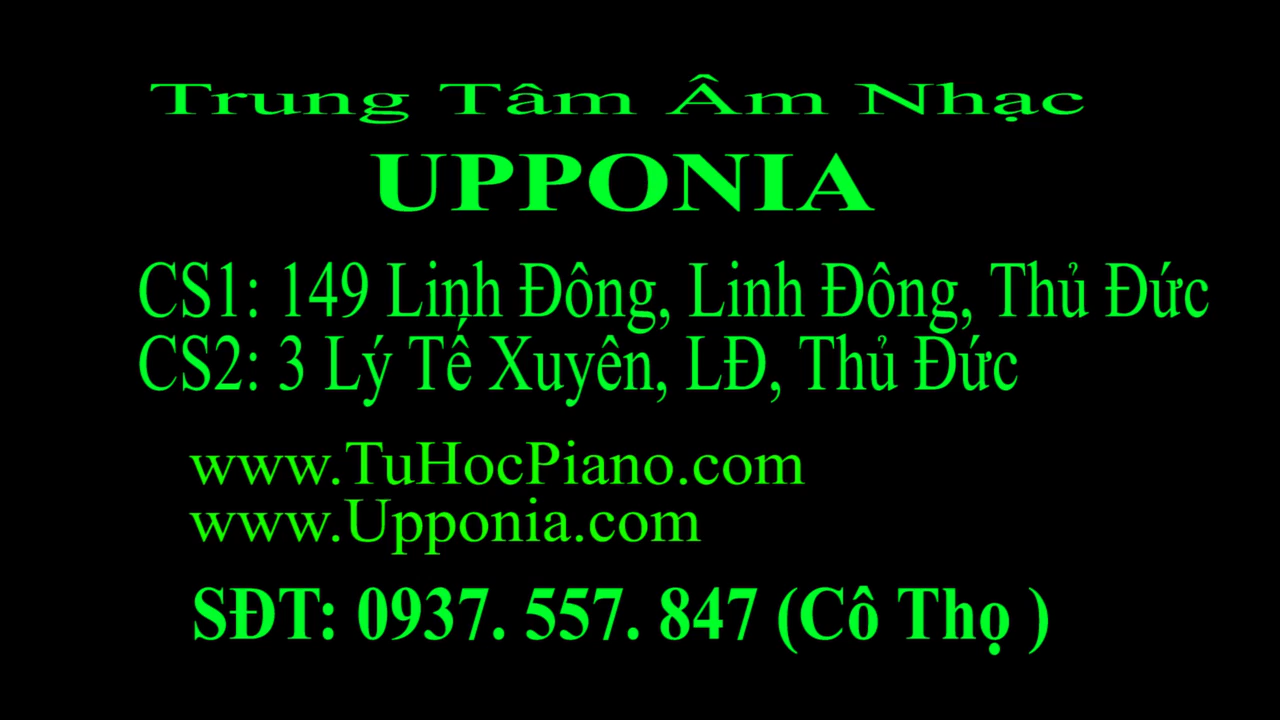 Trung Tâm Âm Nhạc
UPPONIA
CS1: 149 Linh Đông, Linh Đông, Thủ Đức
CS2: 3 Lý Tế Xuyên, LĐ, Thủ Đức
www.TuHocPiano.com
www.Upponia.com
SĐT: 0937. 557. 847 (Cô Thọ )